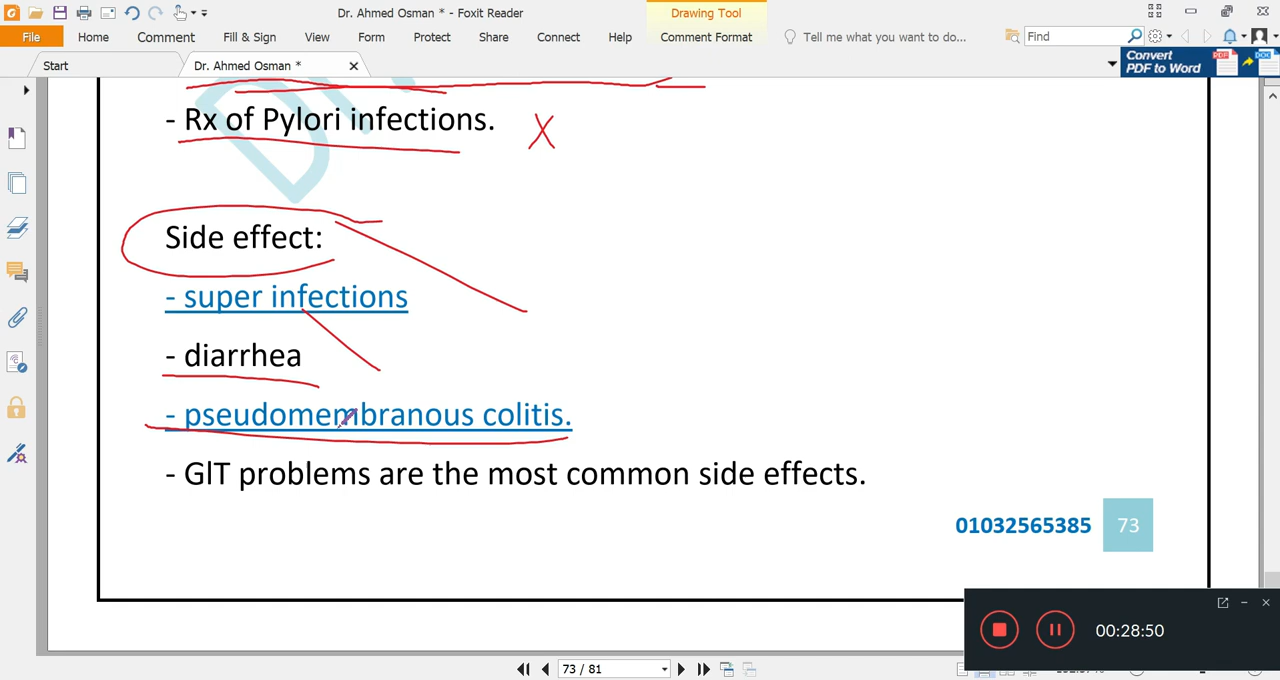 Dr. Ahmed Osman * - Foxit Reader
Drawing Tool
File
Home
Comment
Fill & Sign
View
Form
Protect
Share
Connect
Help
Comment Format
Tell me what you want to do...
Find
Start
Dr. Ahmed Osman *
Convert
PDF to Word
- Rx of Pylori infections. X
Side effect:
- super infections
- diarrhea
- pseudomembranous colitis.
- GlT problems are the most common side effects.
01032565385 73
00:28:50
73 / 81